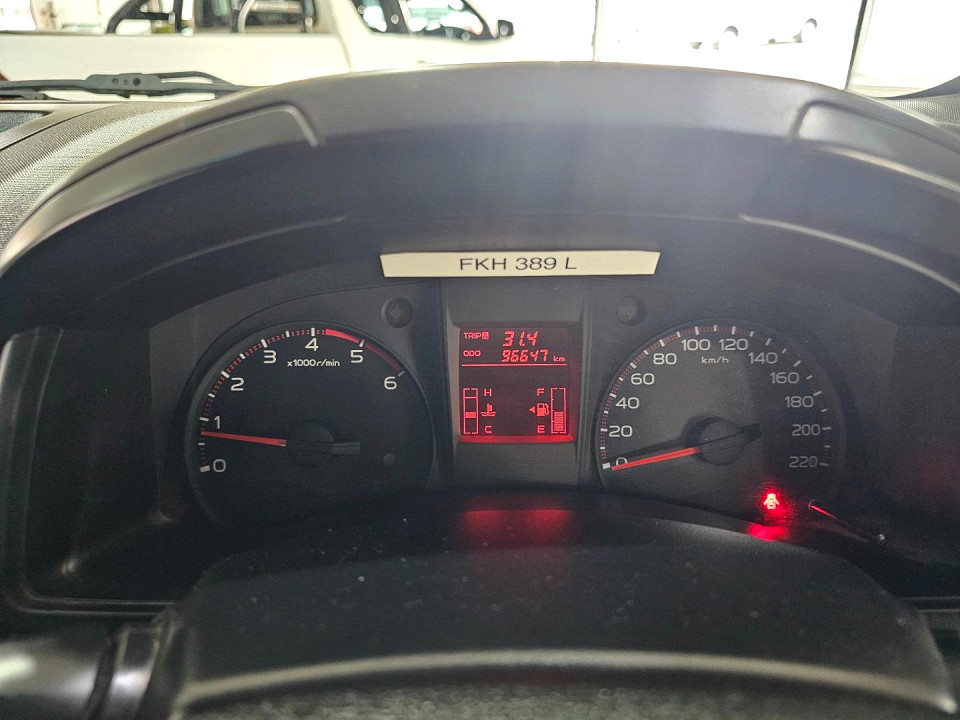 FKH 389 L
TRIP A 31.4
ODO 96647 km
H F
C E
0 1 2 3 4 5 6
x1000r/min
0 20 40 60 80 100 120 140 160 180 200 220
km/h